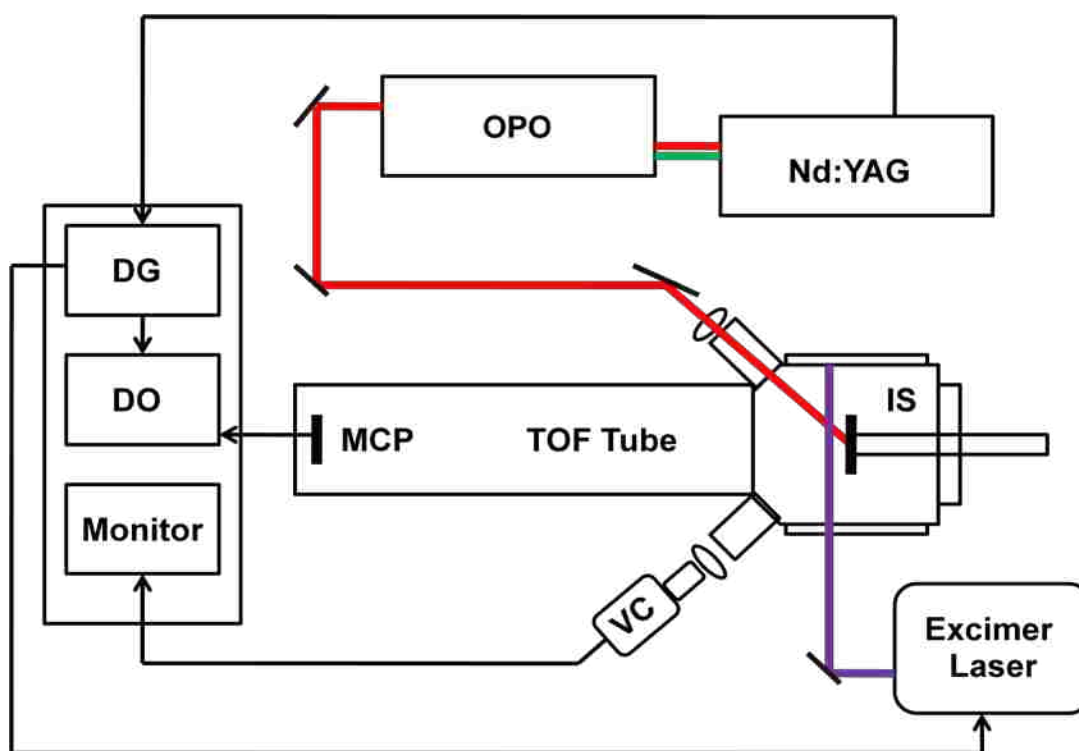 OPO
Nd:YAG
DG
DO
IS
MCP
TOF Tube
Monitor
VC
Excimer
Laser